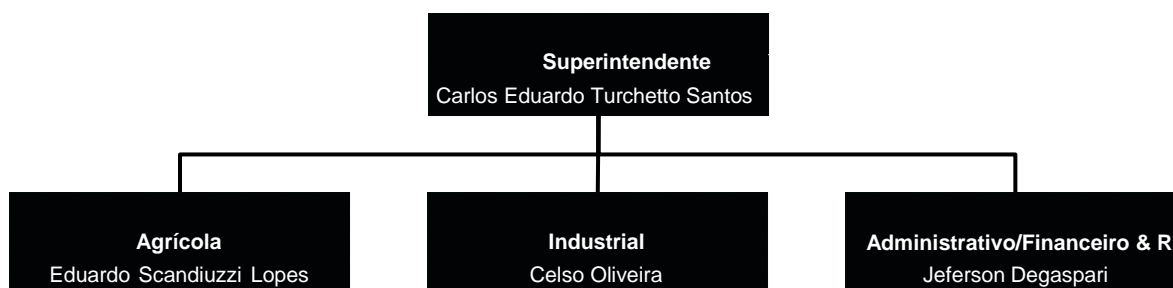 Superintendente
Carlos Eduardo Turchetto Santos
Agrícola
Eduardo Scandiuzzi Lopes
Industrial
Celso Oliveira
Administrativo/Financeiro & R
Jeferson Degaspari